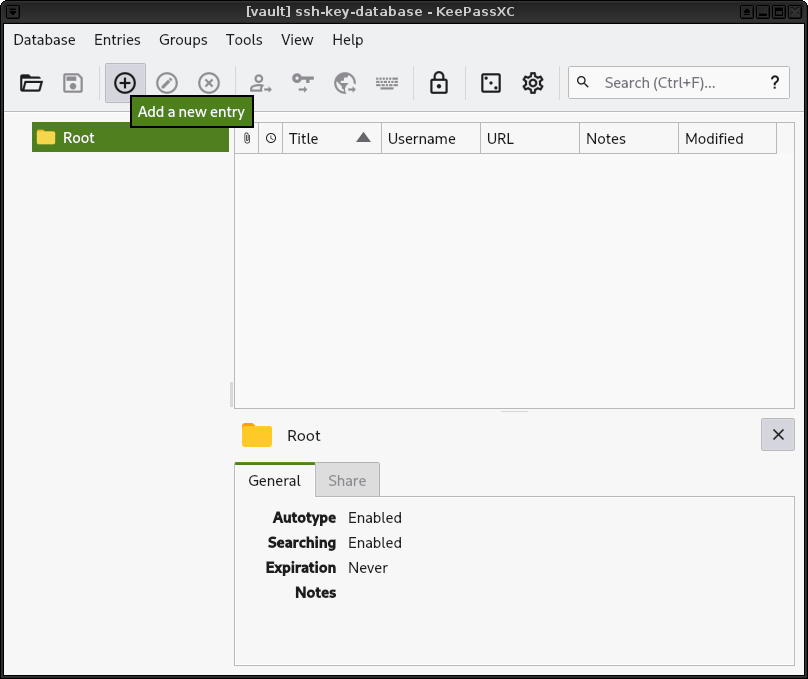 [vault] ssh-key-database - KeePassXC
Database Entries Groups Tools View Help
Search (Ctrl+F)... ?
Add a new entry
Root
Title Username URL Notes Modified
Root
General Share
Autotype Enabled
Searching Enabled
Expiration Never
Notes